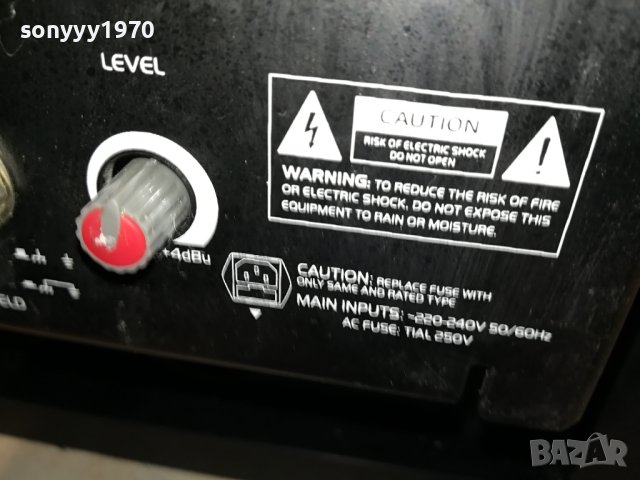 sonyyy1970
LEVEL
+4dBu
ELD
CAUTION
RISK OF ELECTRIC SHOCK
DO NOT OPEN
WARNING: TO REDUCE THE RISK OF FIRE
OR ELECTRIC SHOCK, DO NOT EXPOSE THIS
EQUIPMENT TO RAIN OR MOISTURE.
CAUTION: REPLACE FUSE WITH
ONLY SAME AND RATED TYPE
MAIN INPUTS: ~220-240V 50/60Hz
AC FUSE: T1AL 250V
BAZAR